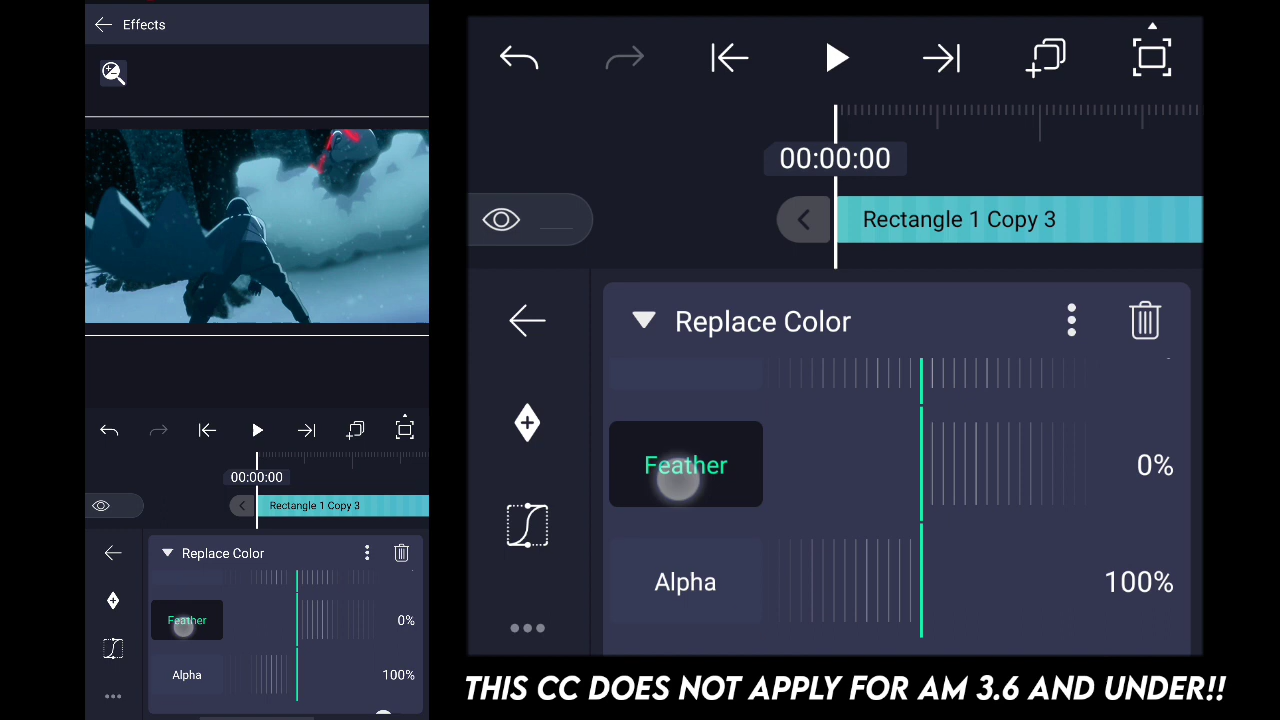 Effects
00:00:00
Rectangle 1 Copy 3
Replace Color
Feather
0%
Alpha
100%
00:00:00
Rectangle 1 Copy 3
Replace Color
Feather
0%
Alpha
100%
THIS CC DOES NOT APPLY FOR AM 3.6 AND UNDER!!